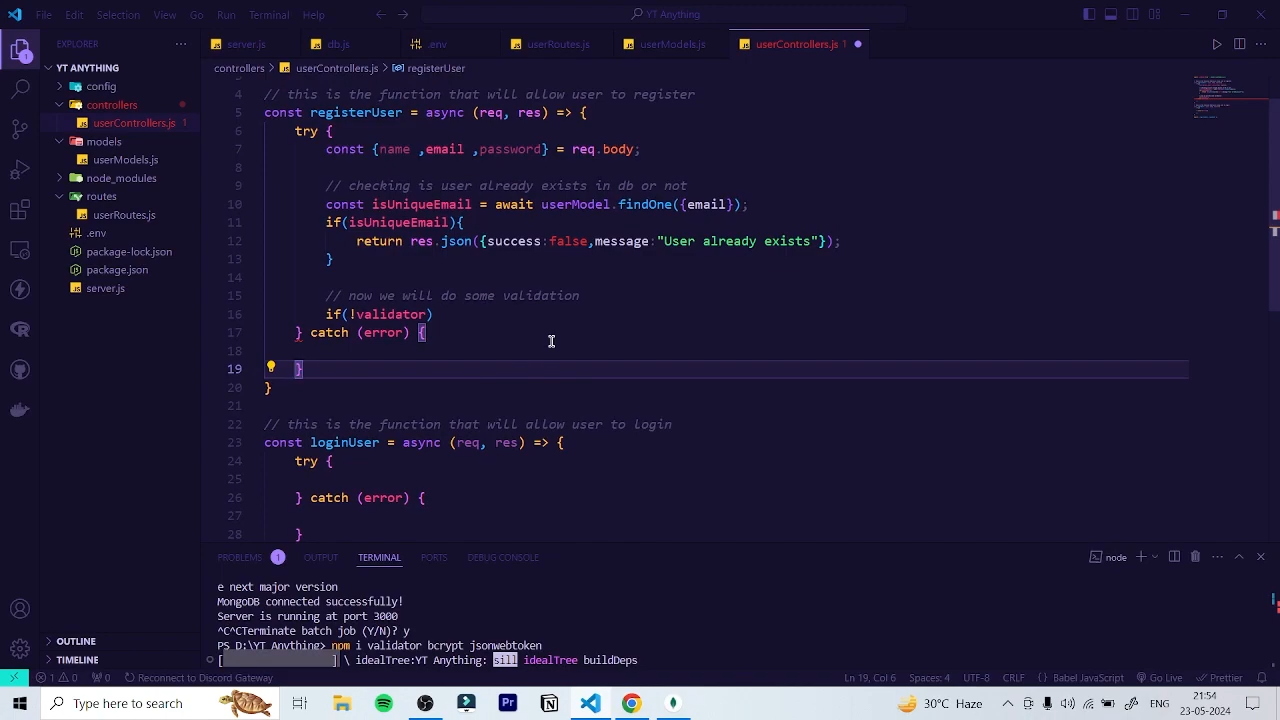 File Edit Selection View Go Run Terminal Help
YT Anything
EXPLORER
server.js db.js .env userRoutes.js userModels.js userControllers.js 1
YT ANYTHING
config
controllers
userControllers.js 1
models
userModels.js
node_modules
routes
userRoutes.js
.env
package-lock.json
package.json
server.js
OUTLINE
TIMELINE
controllers > userControllers.js > registerUser
4 // this is the function that will allow user to register
5 const registerUser = async (req, res) => {
6 try {
7 const {name ,email ,password} = req.body;
8
9 // checking is user already exists in db or not
10 const isUniqueEmail = await userModel.findOne({email});
11 if(isUniqueEmail){
12 return res.json({success:false,message:"User already exists"});
13 }
14
15 // now we will do some validation
16 if(!validator)
17 } catch (error) {
18
19 }
20 }
21
22 // this is the function that will allow user to login
23 const loginUser = async (req, res) => {
24 try {
25
26 } catch (error) {
27
28 }
PROBLEMS 1 OUTPUT TERMINAL PORTS DEBUG CONSOLE
node
e next major version
MongoDB connected successfully!
Server is running at port 3000
^C^CTerminate batch job (Y/N)? y
PS D:\YT Anything> npm i validator bcrypt jsonwebtoken
[ ] \ idealTree:YT Anything: sill idealTree buildDeps
1 0 0 Reconnect to Discord Gateway Ln 19, Col 6 Spaces: 4 UTF-8 CRLF {} Babel JavaScript Go Live Prettier
Type here to search
30°C Haze
ENG
21:54
23-05-2024